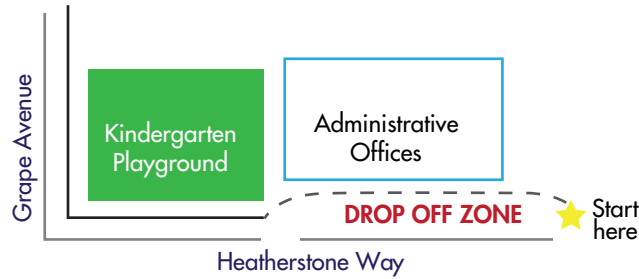 Grape Avenue
Kindergarten
Playground
Administrative
Offices
DROP OFF ZONE
Start
here
Heatherstone Way